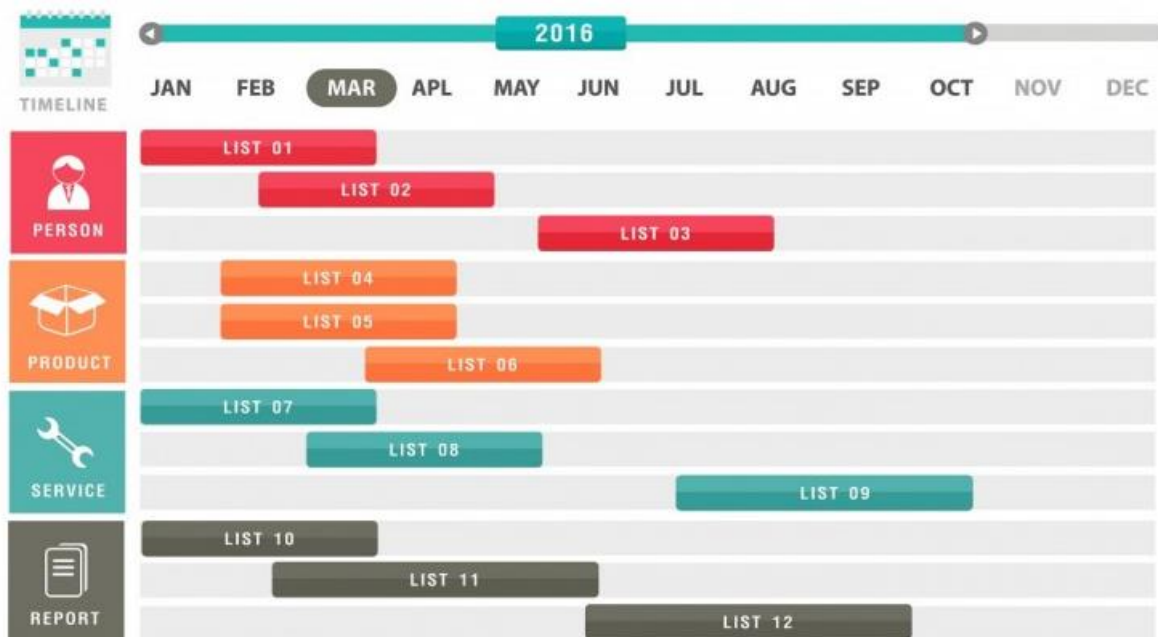 2016
TIMELINE
JAN FEB MAR APL MAY JUN JUL AUG SEP OCT NOV DEC
PERSON
LIST 01
LIST 02
LIST 03
PRODUCT
LIST 04
LIST 05
LIST 06
SERVICE
LIST 07
LIST 08
LIST 09
REPORT
LIST 10
LIST 11
LIST 12